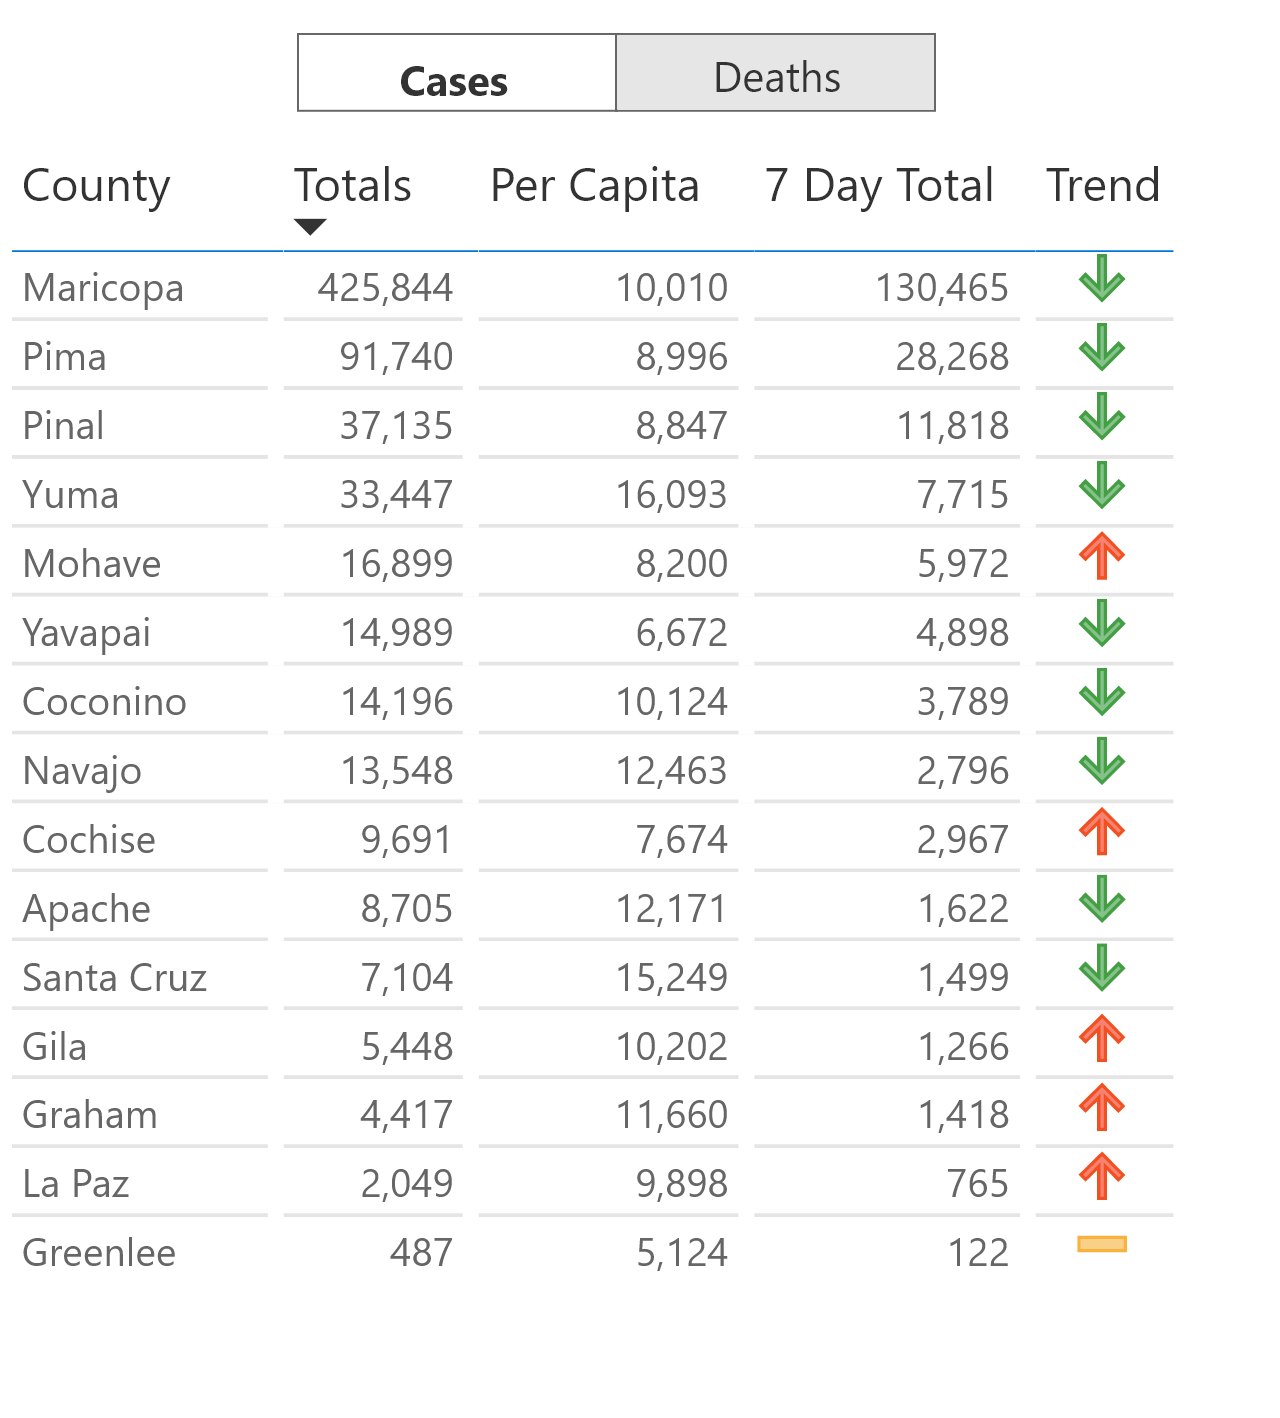 Cases Deaths
County Totals Per Capita 7 Day Total Trend
Maricopa 425,844 10,010 130,465
Pima 91,740 8,996 28,268
Pinal 37,135 8,847 11,818
Yuma 33,447 16,093 7,715
Mohave 16,899 8,200 5,972
Yavapai 14,989 6,672 4,898
Coconino 14,196 10,124 3,789
Navajo 13,548 12,463 2,796
Cochise 9,691 7,674 2,967
Apache 8,705 12,171 1,622
Santa Cruz 7,104 15,249 1,499
Gila 5,448 10,202 1,266
Graham 4,417 11,660 1,418
La Paz 2,049 9,898 765
Greenlee 487 5,124 122